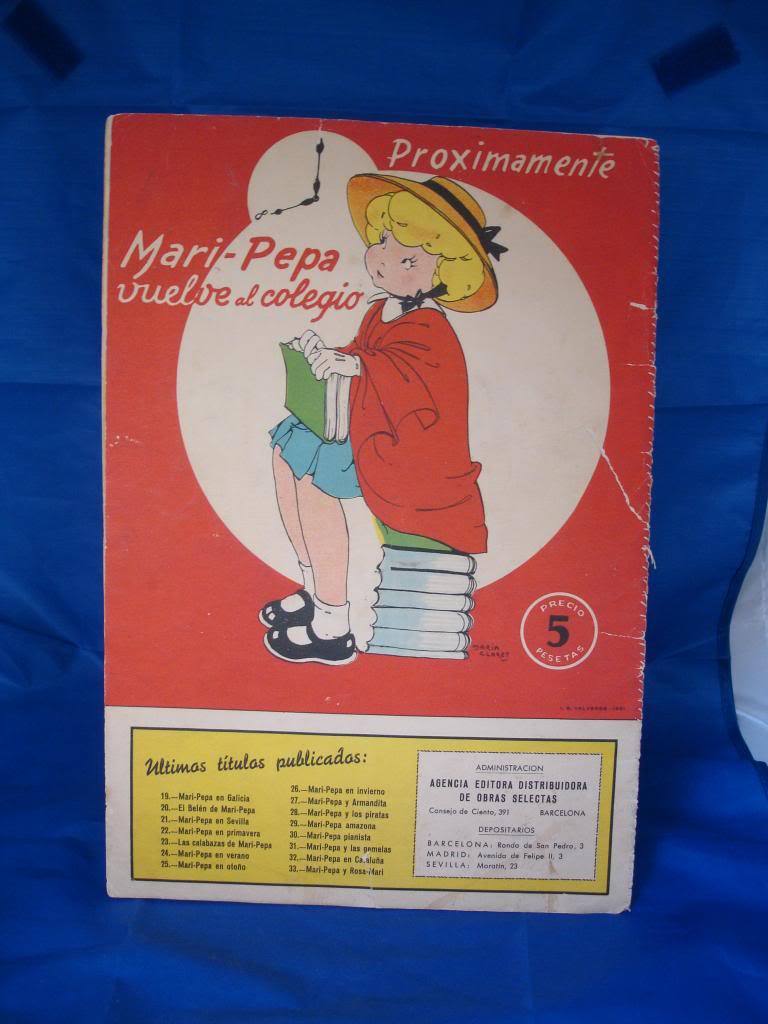 Proximamente
Mari-Pepa
vuelve al colegio
PRECIO
5
PESETAS
MARÍA
CLARET
Ultimos títulos publicados:
19.—Mari-Pepa en Galicia
20.—El Belén de Mari-Pepa
21.—Mari-Pepa en Sevilla
22.—Mari-Pepa en primavera
23.—Las calabazas de Mari-Pepa
24.—Mari-Pepa en verano
25.—Mari-Pepa en otoño
26.—Mari-Pepa en invierno
27.—Mari-Pepa y Armandita
28.—Mari-Pepa y los piratas
29.—Mari-Pepa amazona
30.—Mari-Pepa pianista
31.—Mari-Pepa y las gemelas
32.—Mari-Pepa en Cataluña
33.—Mari-Pepa y Rosa-Mari
ADMINISTRACION
AGENCIA EDITORA DISTRIBUIDORA
DE OBRAS SELECTAS
Consejo de Ciento, 391 BARCELONA
DEPOSITARIOS
BARCELONA: Ronda de San Pedro, 3
MADRID: Avenida de Felipe II, 3
SEVILLA: Moratín, 23